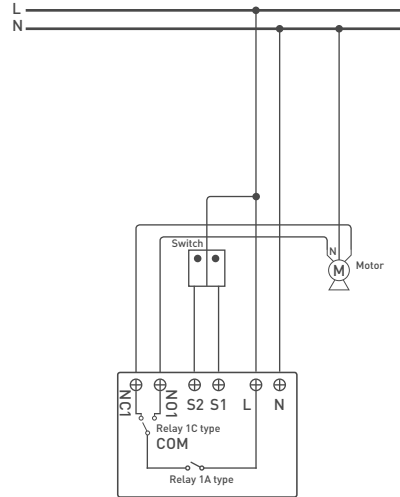 L
N
Switch
N
M
Motor
NC1
NO1
S2 S1
L
N
Relay 1C type
COM
Relay 1A type